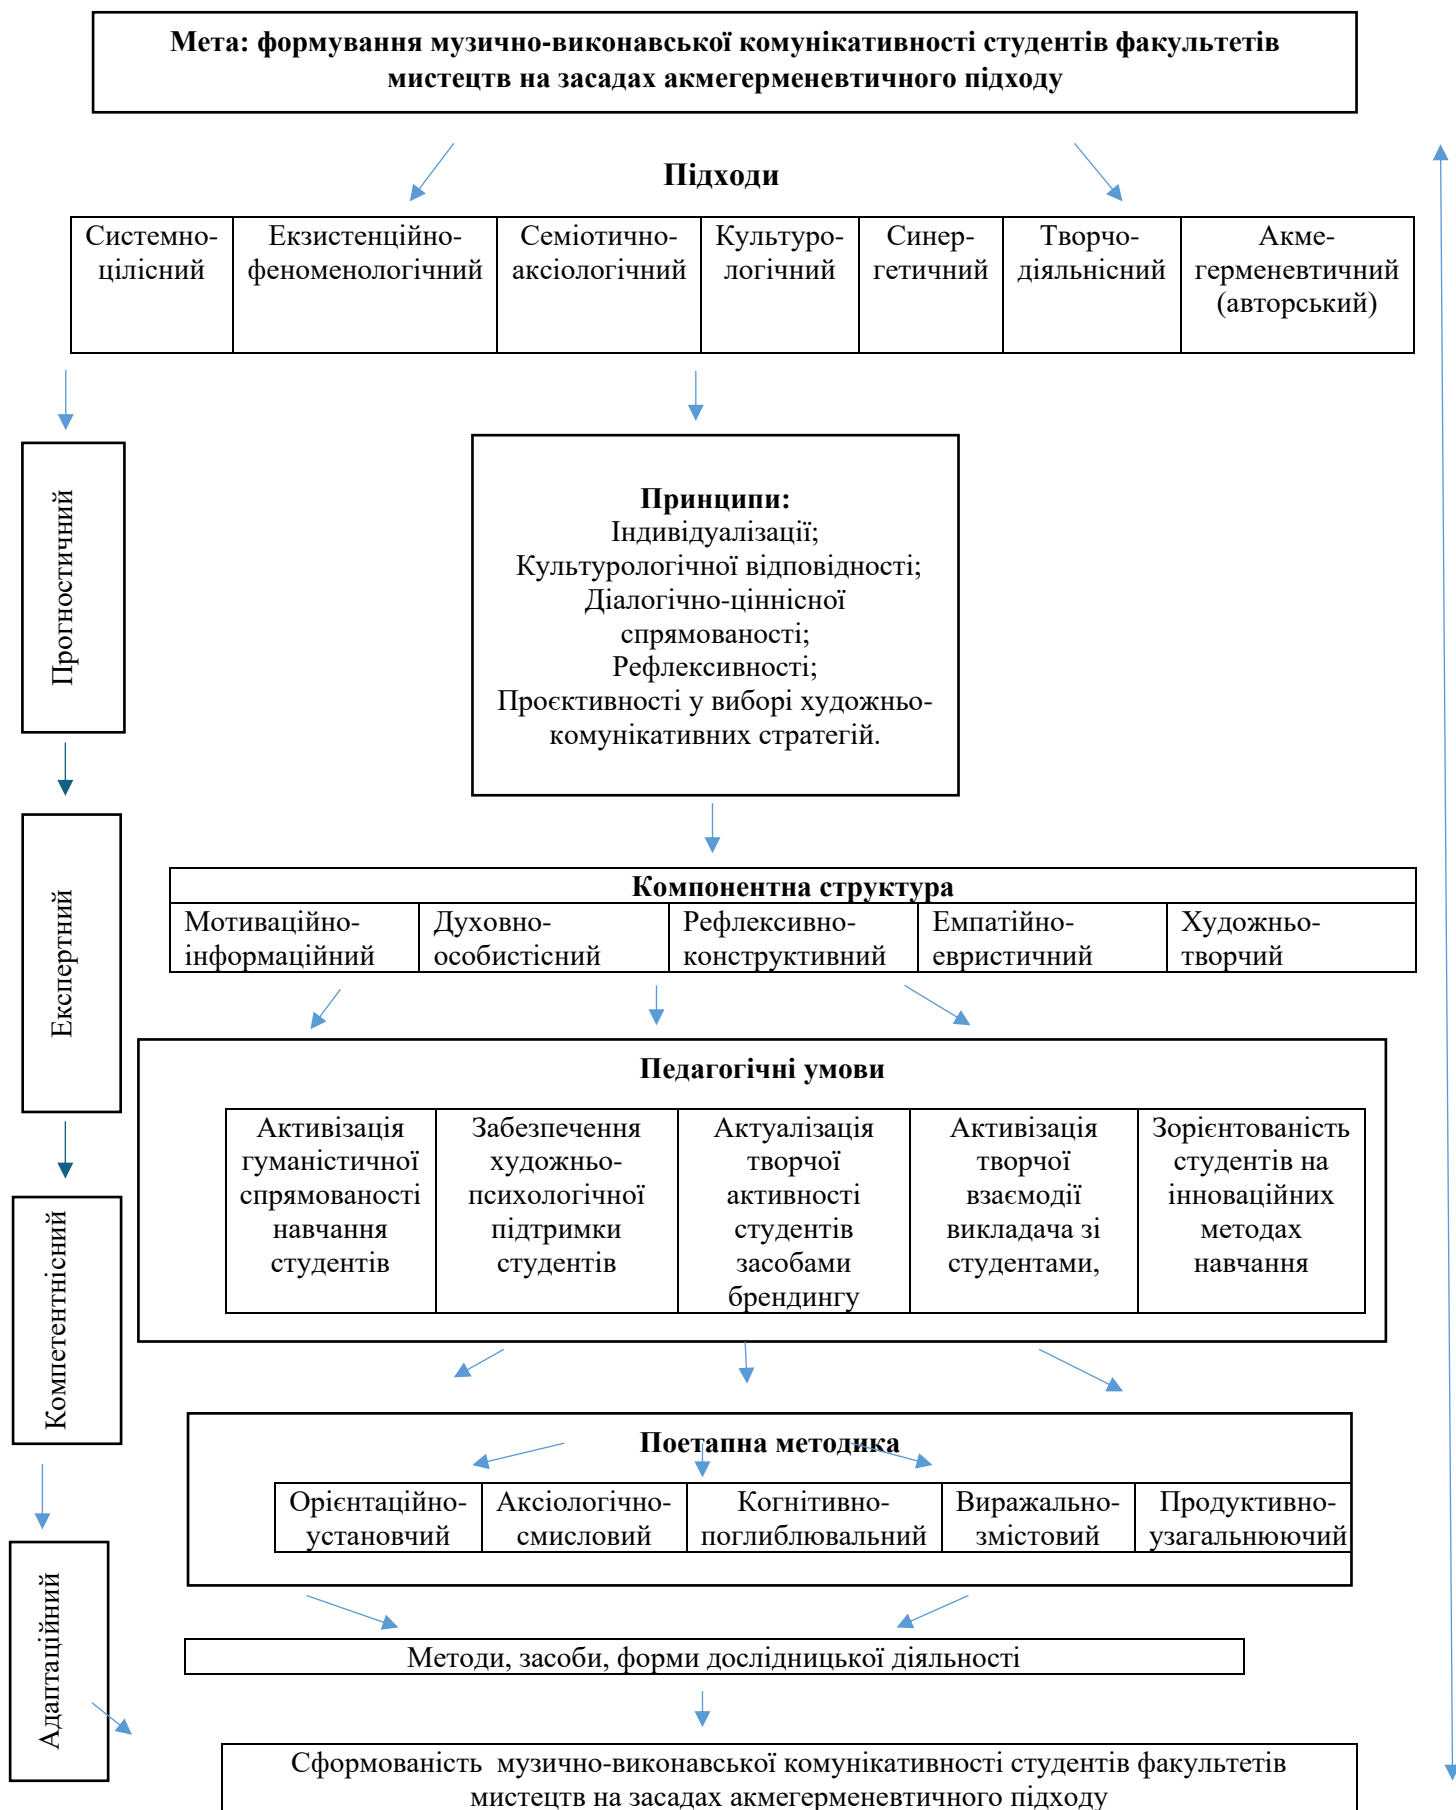 Мета: формування музично-виконавської комунікативності студентів факультетів
мистецтв на засадах акмегерменевтичного підходу
Підходи
Системно-
цілісний
Екзистенційно-
феноменологічний
Семіотично-
аксіологічний
Культуро-
логічний
Синер-
гетичний
Творчо-
діяльнісний
Акме-
герменевтичний
(авторський)
Прогностичний
Принципи:
Індивідуалізації;
Культурологічної відповідності;
Діалогічно-ціннісної
спрямованості;
Рефлексивності;
Проєктивності у виборі художньо-
комунікативних стратегій.
Експертний
Компонентна структура
Мотиваційно-
інформаційний
Духовно-
особистісний
Рефлексивно-
конструктивний
Емпатійно-
евристичний
Художньо-
творчий
Педагогічні умови
Активізація
гуманістичної
спрямованості
навчання
студентів
Забезпечення
художньо-
психологічної
підтримки
студентів
Актуалізація
творчої
активності
студентів
засобами
брендингу
Активізація
творчої
взаємодії
викладача зі
студентами,
Зорієнтованість
студентів на
інноваційних
методах
навчання
Компетентнісний
Поетапна методика
Орієнтаційно-
установчий
Аксіологічно-
смисловий
Когнітивно-
поглиблювальний
Виражально-
змістовий
Продуктивно-
узагальнюючий
Адаптаційний
Методи, засоби, форми дослідницької діяльності
Сформованість музично-виконавської комунікативності студентів факультетів
мистецтв на засадах акмегерменевтичного підходу